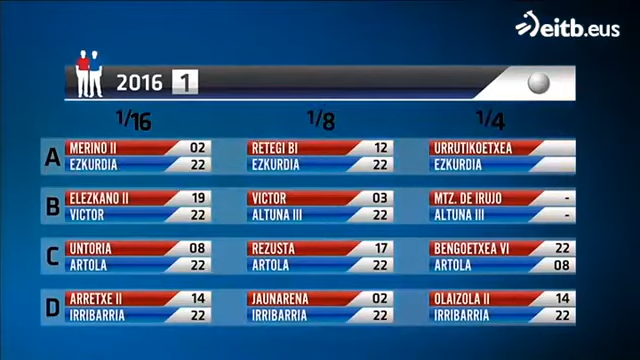 eitb.eus
2016 1
1/16 1/8 1/4
A MERINO II 02 RETEGI BI 12 URRUTIKOETXEA
EZKURDIA 22 EZKURDIA 22 EZKURDIA
B ELEZKANO II 19 VICTOR 03 MTZ. DE IRUJO -
VICTOR 22 ALTUNA III 22 ALTUNA III -
C UNTORIA 08 REZUSTA 17 BENGOETXEA VI 22
ARTOLA 22 ARTOLA 22 ARTOLA 08
D ARRETXE II 14 JAUNARENA 02 OLAIZOLA II 14
IRRIBARRIA 22 IRRIBARRIA 22 IRRIBARRIA 22